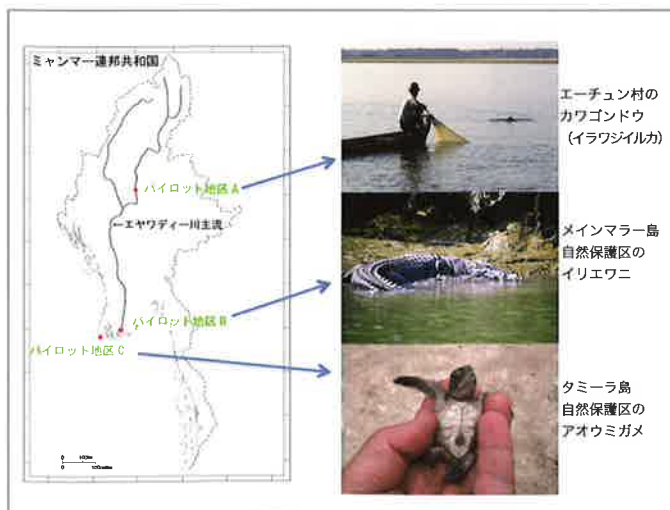 ミャンマー連邦共和国
パイロット地区 A
←エヤワディー川主流
パイロット地区 B
パイロット地区 C
エーチュン村の
カワゴンドウ
(イラワジイルカ)
メインマラー島
自然保護区の
イリエワニ
タミーラ島
自然保護区の
アオウミガメ